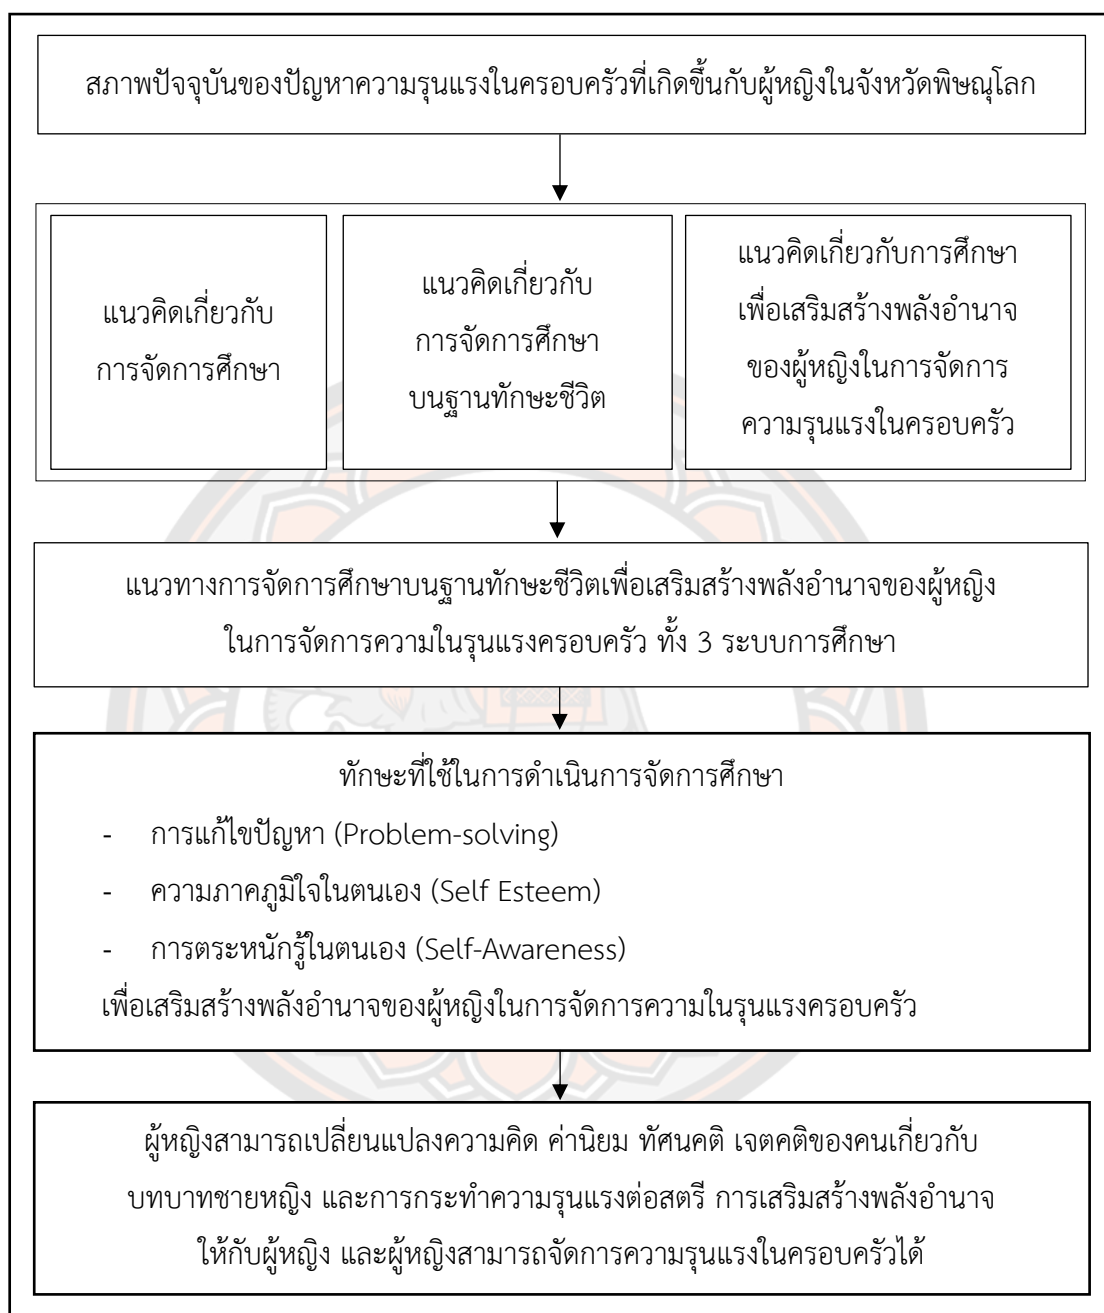 สภาพปัจจุบันของปัญหาความรุนแรงในครอบครัวที่เกิดขึ้นกับผู้หญิงในจังหวัดพิษณุโลก
แนวคิดเกี่ยวกับ
การจัดการศึกษา
แนวคิดเกี่ยวกับ
การจัดการศึกษา
บนฐานทักษะชีวิต
แนวคิดเกี่ยวกับการศึกษา
เพื่อเสริมสร้างพลังอำนาจ
ของผู้หญิงในการจัดการ
ความรุนแรงในครอบครัว
แนวทางการจัดการศึกษาบนฐานทักษะชีวิตเพื่อเสริมสร้างพลังอำนาจของผู้หญิง
ในการจัดการความในรุนแรงครอบครัว ทั้ง 3 ระบบการศึกษา
ทักษะที่ใช้ในการดำเนินการจัดการศึกษา
- การแก้ไขปัญหา (Problem-solving)
- ความภาคภูมิใจในตนเอง (Self Esteem)
- การตระหนักรู้ในตนเอง (Self-Awareness)
เพื่อเสริมสร้างพลังอำนาจของผู้หญิงในการจัดการความในรุนแรงครอบครัว
ผู้หญิงสามารถเปลี่ยนแปลงความคิด ค่านิยม ทัศนคติ เจตคติของคนเกี่ยวกับ
บทบาทชายหญิง และการกระทำความรุนแรงต่อสตรี การเสริมสร้างพลังอำนาจ
ให้กับผู้หญิง และผู้หญิงสามารถจัดการความรุนแรงในครอบครัวได้